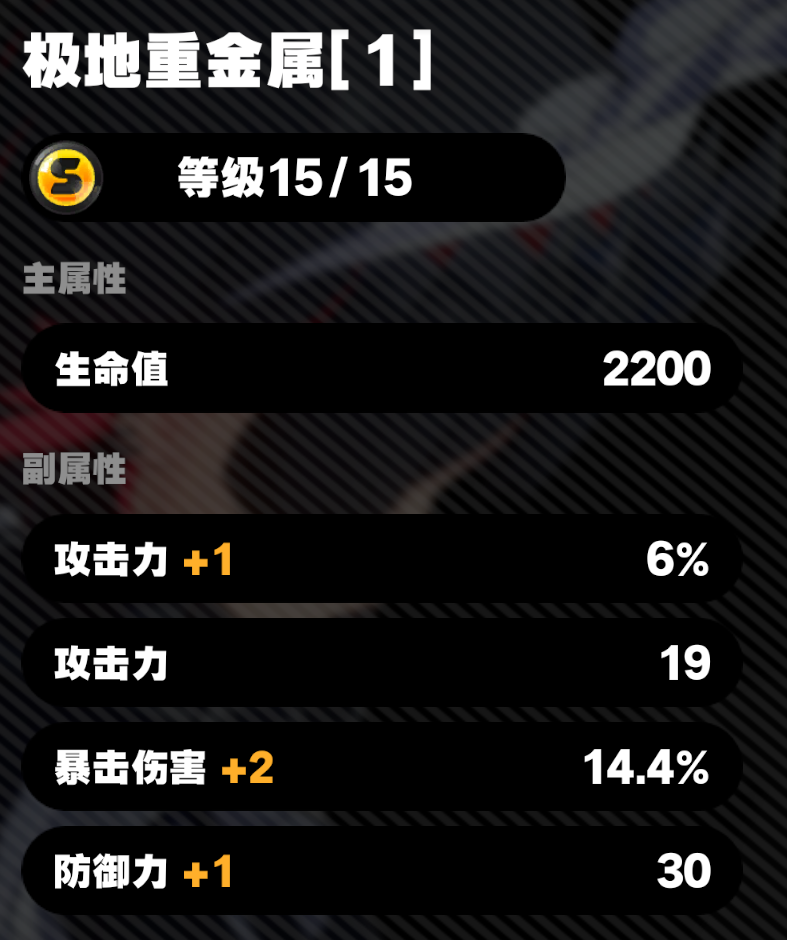 极地重金属[1]
S 等级15/15
主属性
生命值 2200
副属性
攻击力 +1 6%
攻击力 19
暴击伤害 +2 14.4%
防御力 +1 30